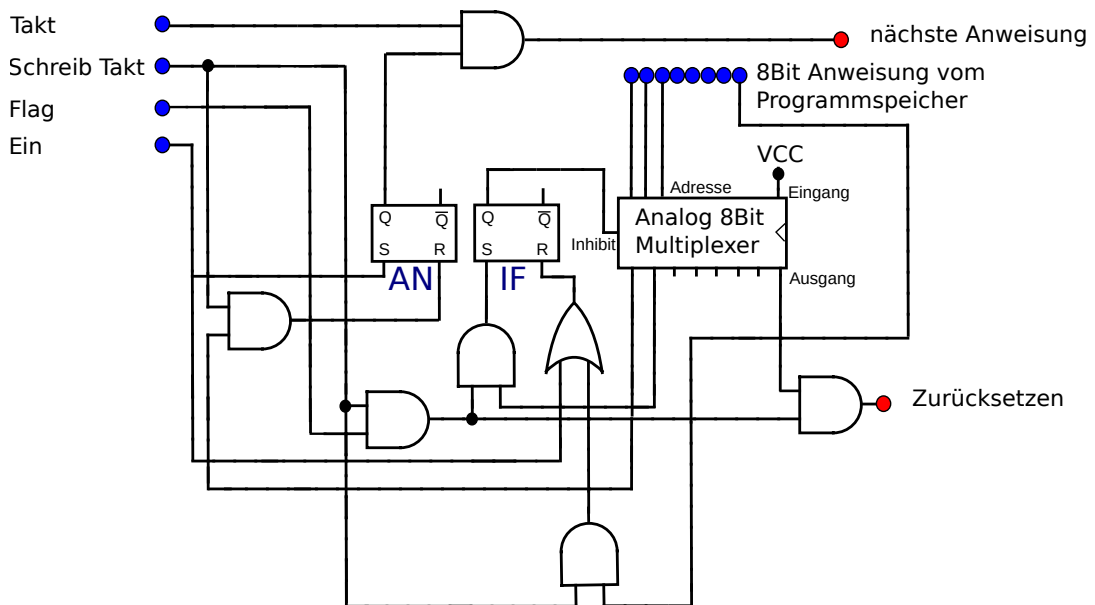 Takt
nächste Anweisung
Schreib Takt
8Bit Anweisung vom
Programmspeicher
Flag
Ein
VCC
Adresse
Eingang
Q Q
Q Q
Analog 8Bit
Multiplexer
S R
S R
Inhibit
AN
IF
Ausgang
Zurücksetzen